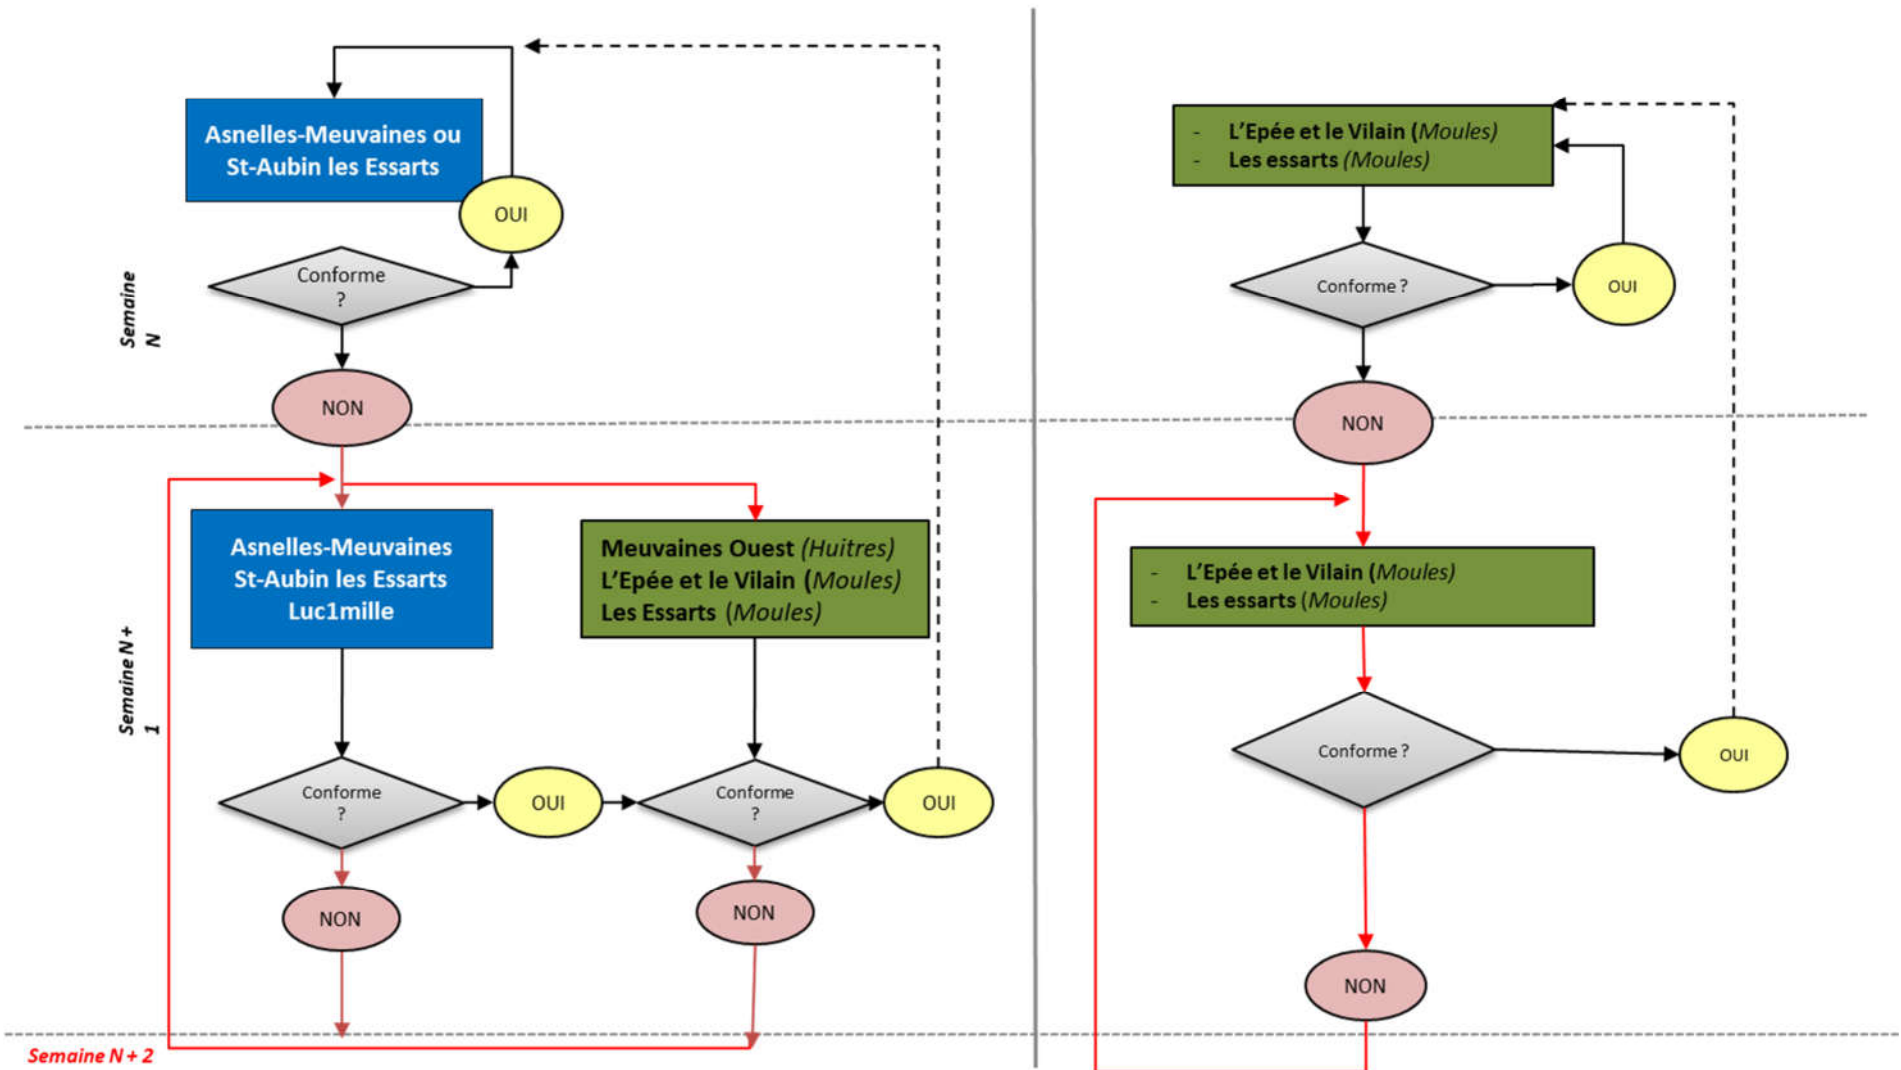 Asnelles-Meuvaines ou
St-Aubin les Essarts
OUI
Conforme
?
NON
Semaine
N
- L'Epée et le Vilain (Moules)
- Les essarts (Moules)
Conforme ?
OUI
NON
Asnelles-Meuvaines
St-Aubin les Essarts
Luc1mille
Meuvaines Ouest (Huitres)
L'Epée et le Vilain (Moules)
Les Essarts (Moules)
Semaine N +
1
Conforme
?
OUI
Conforme
?
OUI
NON
NON
- L'Epée et le Vilain (Moules)
- Les essarts (Moules)
Conforme ?
OUI
NON
Semaine N + 2